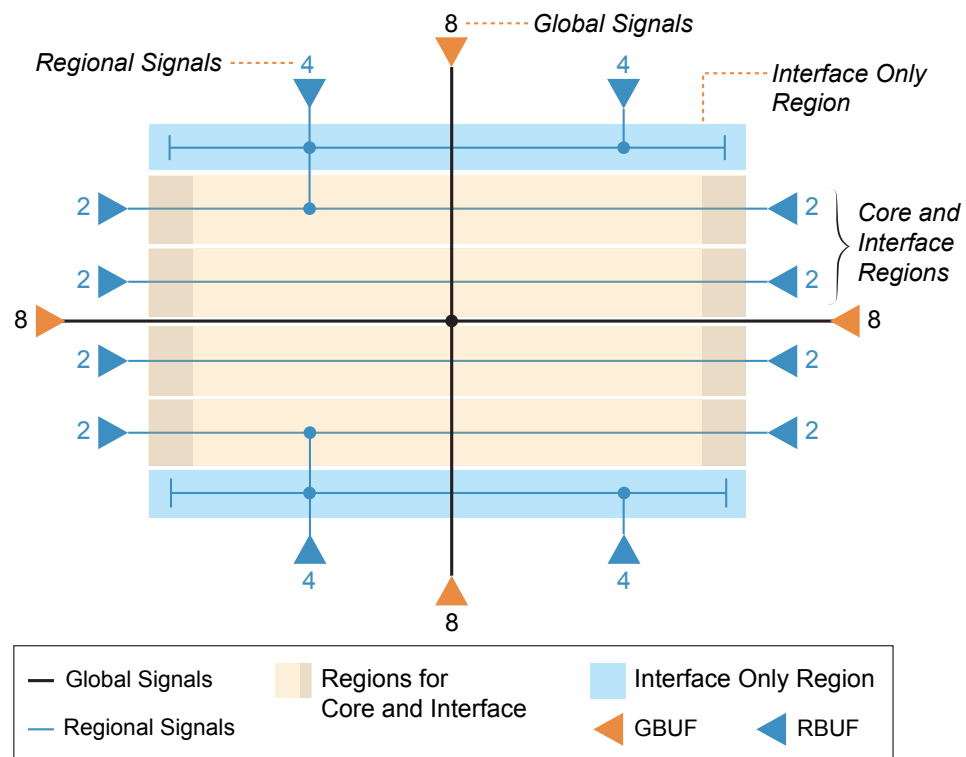 8 Global Signals
Regional Signals 4 4
Interface Only
Region
2 2
Core and
Interface
Regions
2 2
8 8
2 2
2 2
4 4
8
Global Signals
Regional Signals
Regions for
Core and Interface
Interface Only Region
GBUF
RBUF